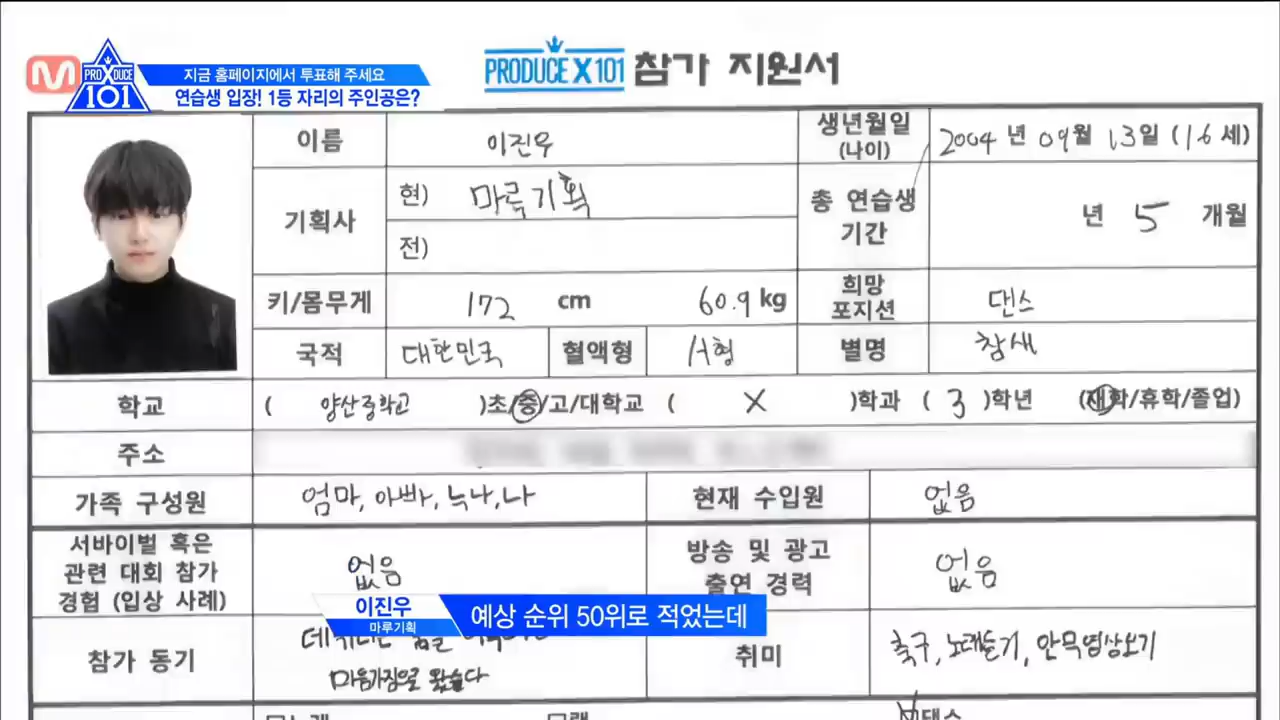 PRODUCE X 101 참가 지원서
M
PRODUCE X 101
지금 홈페이지에서 투표해 주세요
연습생 입장! 1등 자리의 주인공은?
이름 이진우 생년월일 (나이) 2004 년 09월 13일 (16세)
기획사 현) 마루기획 총 연습생 기간 년 5 개월
전)
키/몸무게 172 cm 60.9 kg 희망 포지션 댄스
국적 대한민국 혈액형 A형 별명 참새
학교 ( 양산중학교 )초/중/고/대학교 ( X )학과 ( 3 )학년 (재학/휴학/졸업)
주소
가족 구성원 엄마, 아빠, 누나, 나 현재 수입원 없음
서바이벌 혹은 관련 대회 참가 경험 (입상 사례) 없음 방송 및 광고 출연 경력 없음
이진우
마루기획
예상 순위 50위로 적었는데
참가 동기 마음가짐으로 왔습니다 취미 축구, 노래듣기, 안무영상보기
댄스